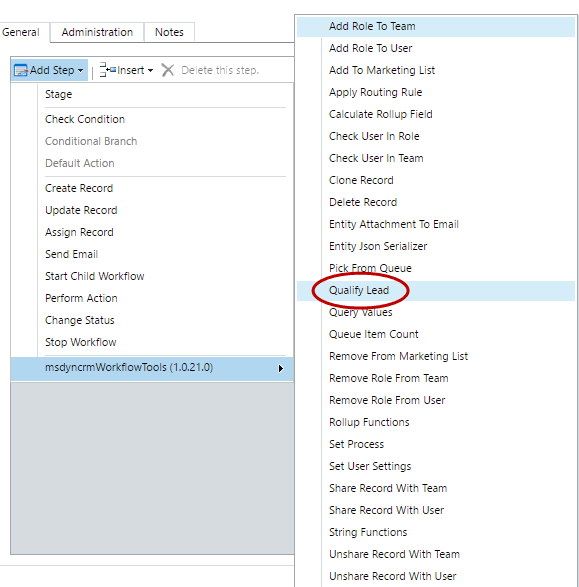 General
Administration
Notes
Add Step
Insert
Delete this step.
Stage
Check Condition
Conditional Branch
Default Action
Create Record
Update Record
Assign Record
Send Email
Start Child Workflow
Perform Action
Change Status
Stop Workflow
msdyncrmWorkflowTools (1.0.21.0)
Add Role To Team
Add Role To User
Add To Marketing List
Apply Routing Rule
Calculate Rollup Field
Check User In Role
Check User In Team
Clone Record
Delete Record
Entity Attachment To Email
Entity Json Serializer
Pick From Queue
Qualify Lead
Query Values
Queue Item Count
Remove From Marketing List
Remove Role From Team
Remove Role From User
Rollup Functions
Set Process
Set User Settings
Share Record With Team
Share Record With User
String Functions
Unshare Record With Team
Unshare Record With User